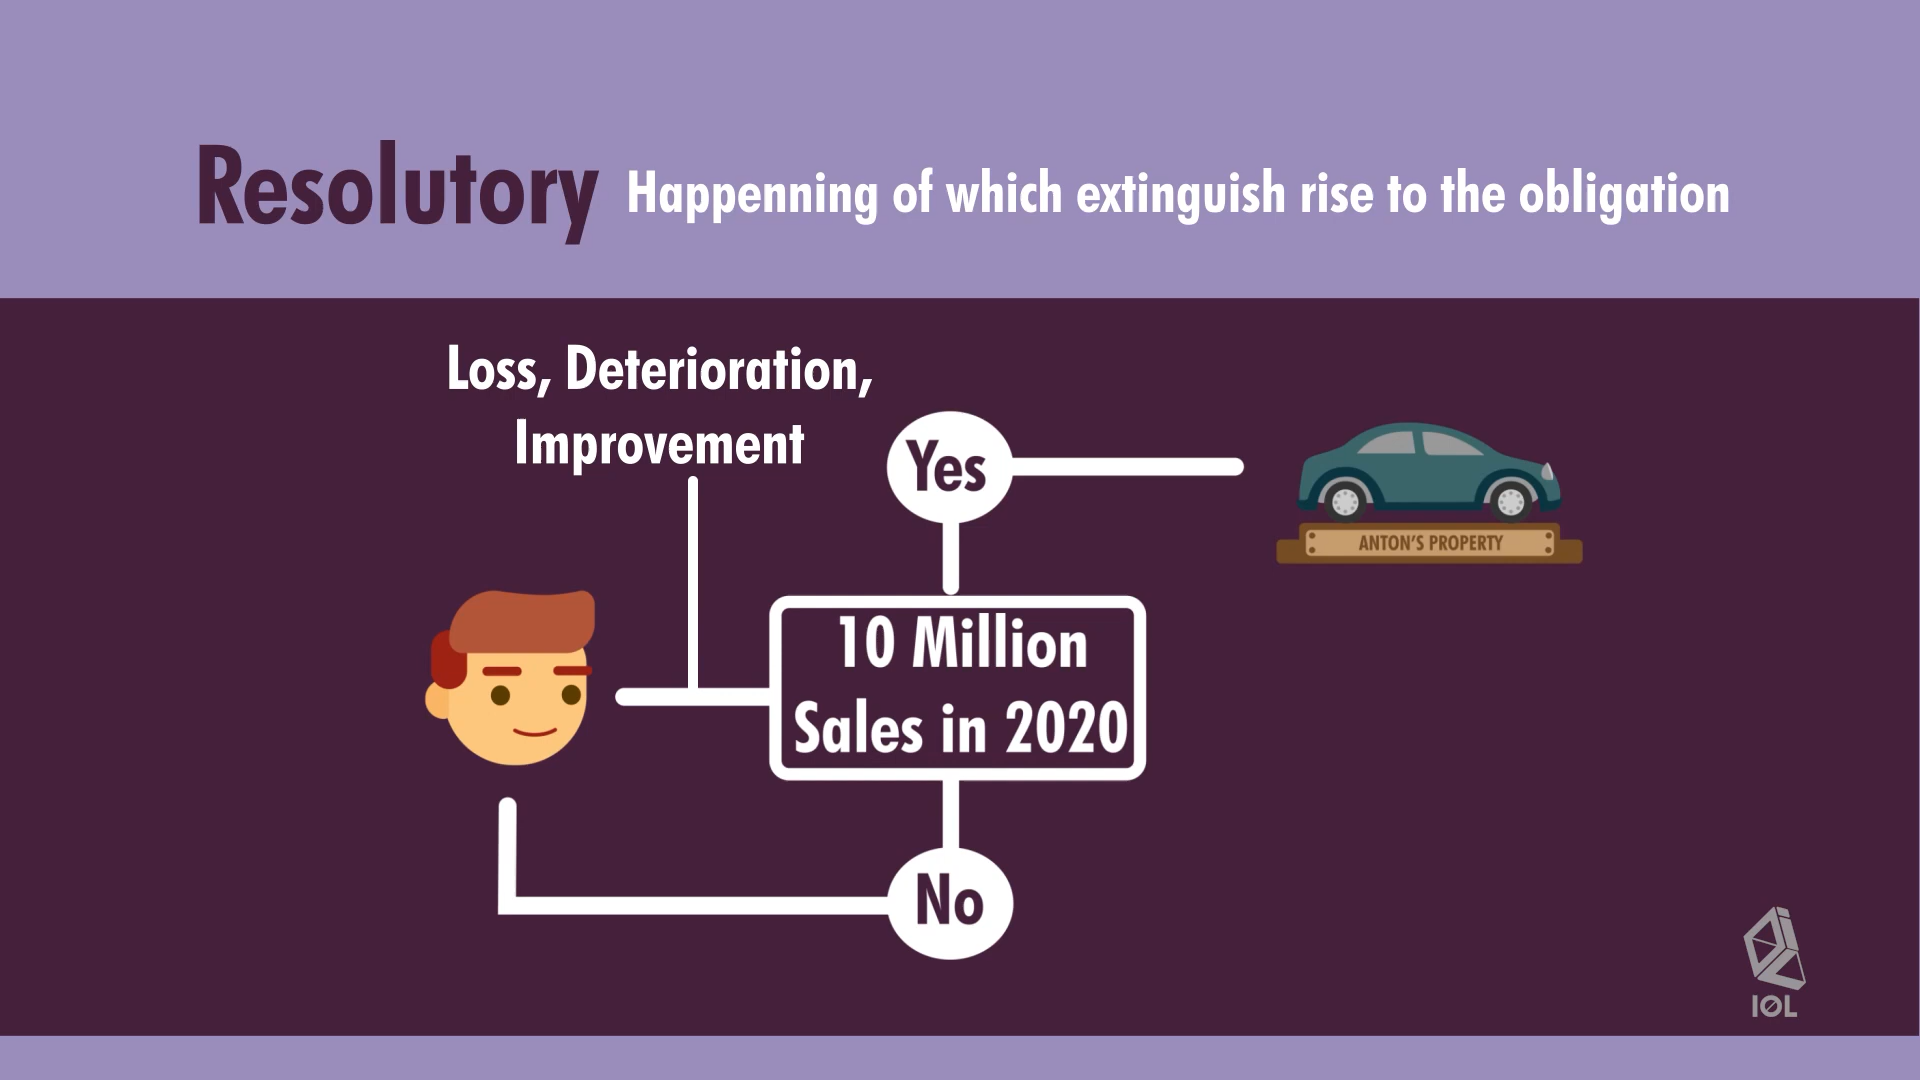 Resolutory Happenning of which extinguish rise to the obligation
Loss, Deterioration,
Improvement
Yes
ANTON'S PROPERTY
10 Million
Sales in 2020
No
IOL